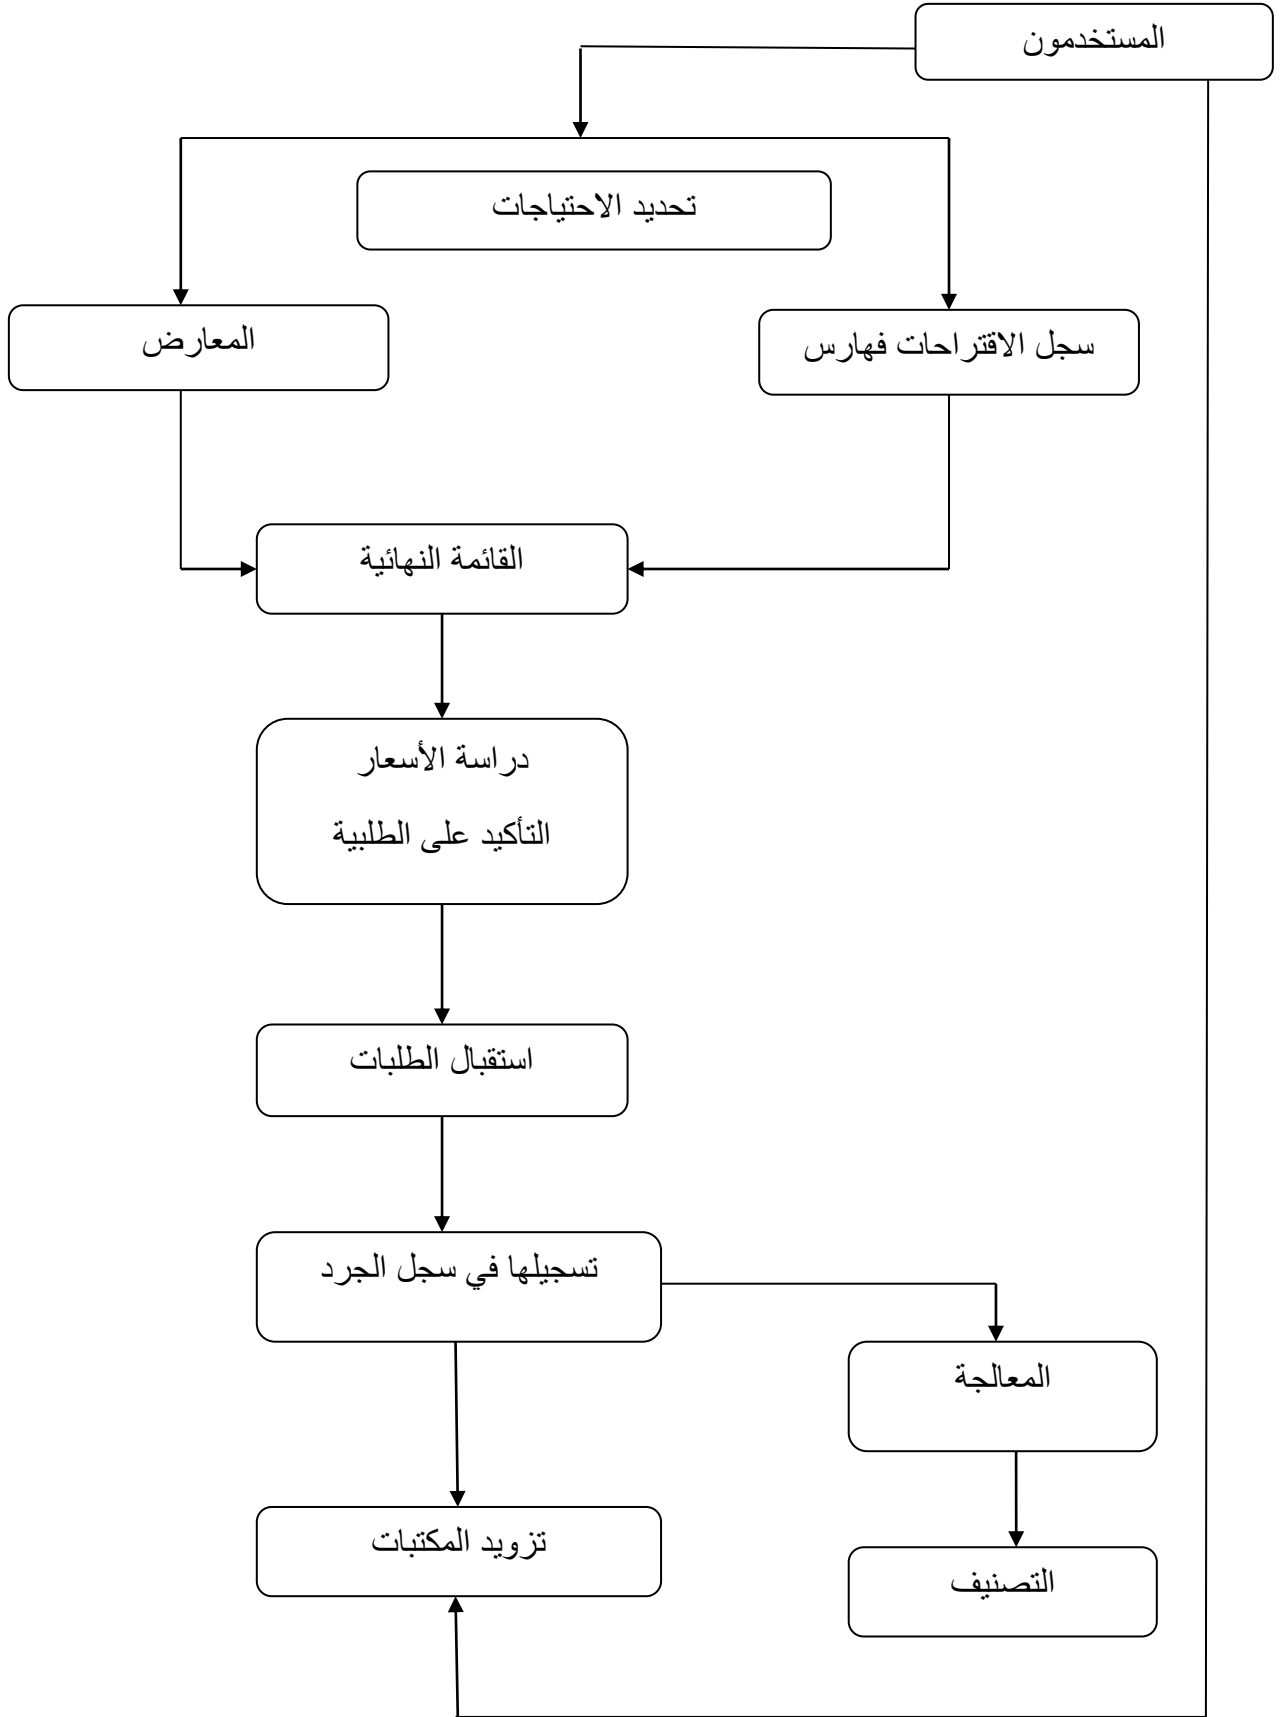 المستخدمون
تحديد الاحتياجات
سجل الاقتراحات فهارس
المعارض
القائمة النهائية
دراسة الأسعار
التأكيد على الطلبية
استقبال الطلبات
تسجيلها في سجل الجرد
المعالجة
تزويد المكتبات
التصنيف